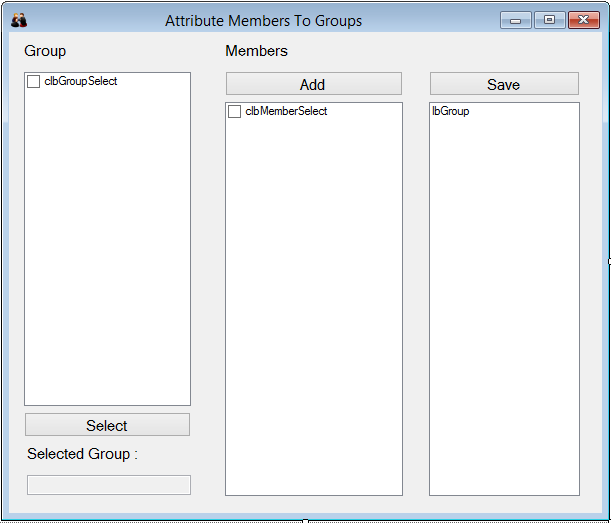 Attribute Members To Groups
Group
Members
clbGroupSelect
Add
Save
clbMemberSelect
lbGroup
Select
Selected Group :